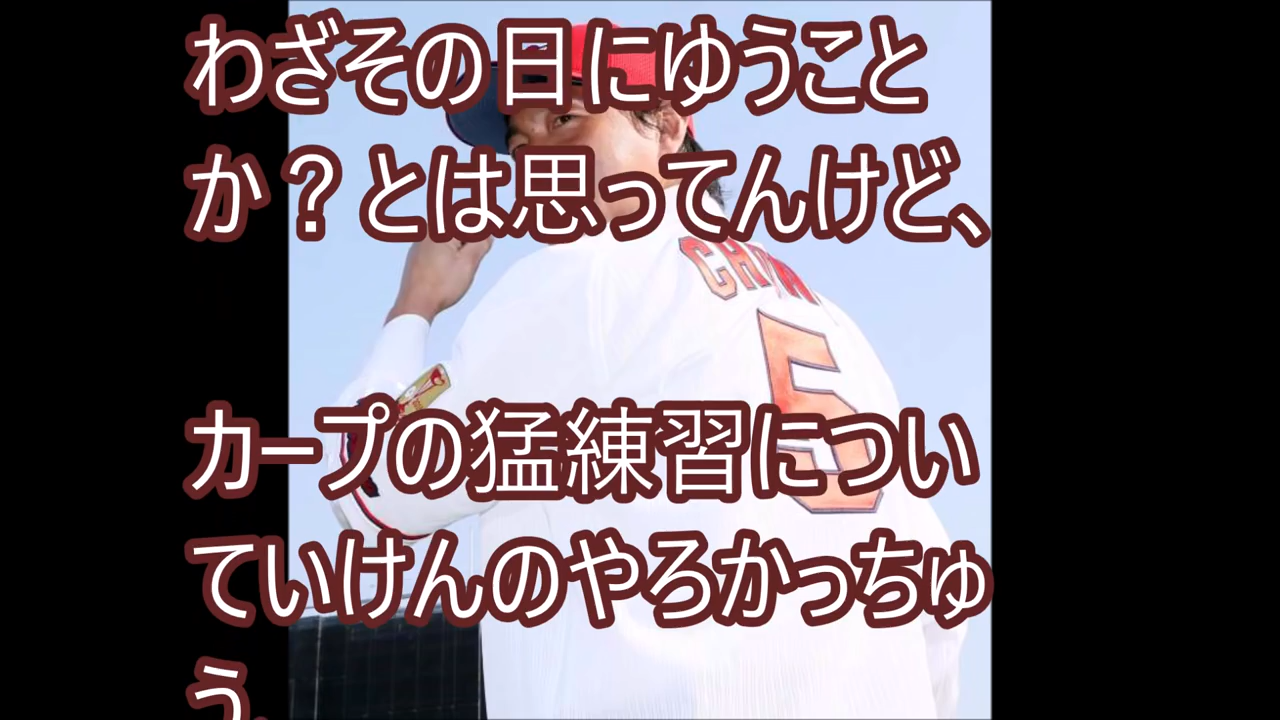 わざその日にゆうこと
か？とは思ってんけど、
カープの猛練習につい
ていけんのやろかっちゅ
う、
5